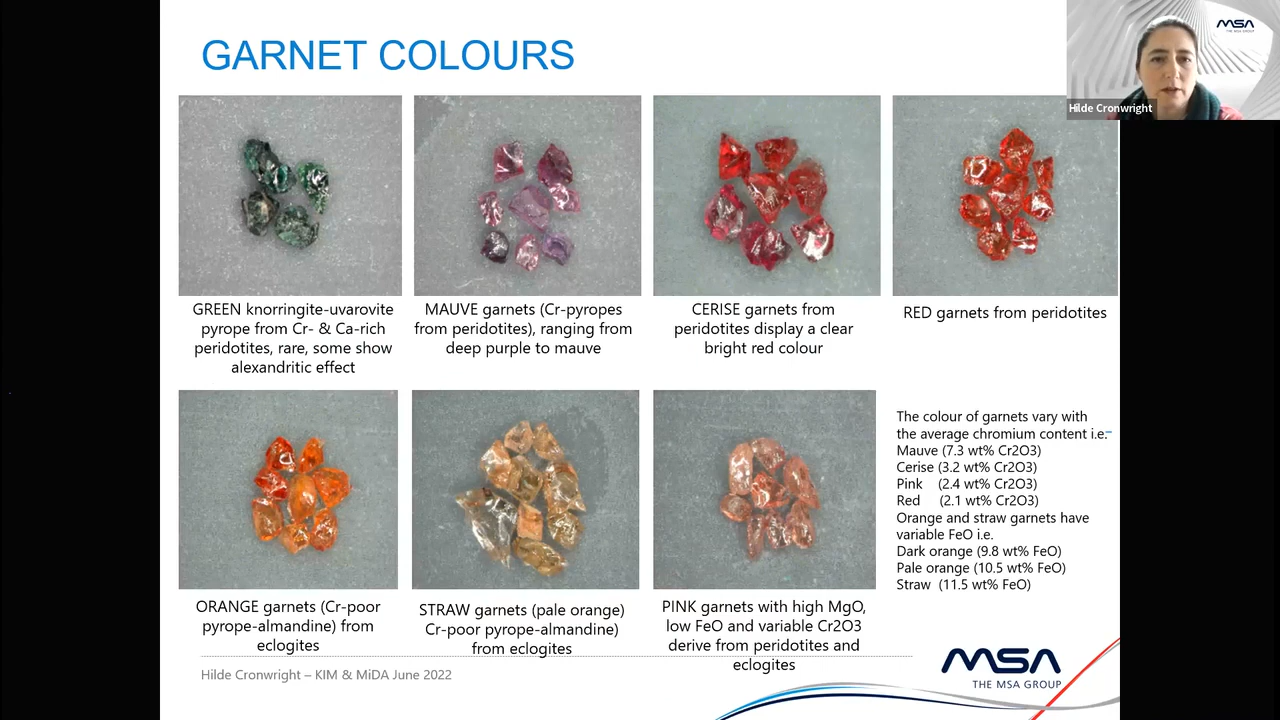 GARNET COLOURS
MSA
THE MSA GROUP
Hilde Cronwright
GREEN knorringite-uvarovite
pyrope from Cr- & Ca-rich
peridotites, rare, some show
alexandritic effect
MAUVE garnets (Cr-pyropes
from peridotites), ranging from
deep purple to mauve
CERISE garnets from
peridotites display a clear
bright red colour
RED garnets from peridotites
ORANGE garnets (Cr-poor
pyrope-almandine) from
eclogites
STRAW garnets (pale orange)
Cr-poor pyrope-almandine)
from eclogites
PINK garnets with high MgO,
low FeO and variable Cr2O3
derive from peridotites and
eclogites
The colour of garnets vary with
the average chromium content i.e.
Mauve (7.3 wt% Cr2O3)
Cerise (3.2 wt% Cr2O3)
Pink (2.4 wt% Cr2O3)
Red (2.1 wt% Cr2O3)
Orange and straw garnets have
variable FeO i.e.
Dark orange (9.8 wt% FeO)
Pale orange (10.5 wt% FeO)
Straw (11.5 wt% FeO)
Hilde Cronwright – KIM & MiDA June 2022
MSA
THE MSA GROUP